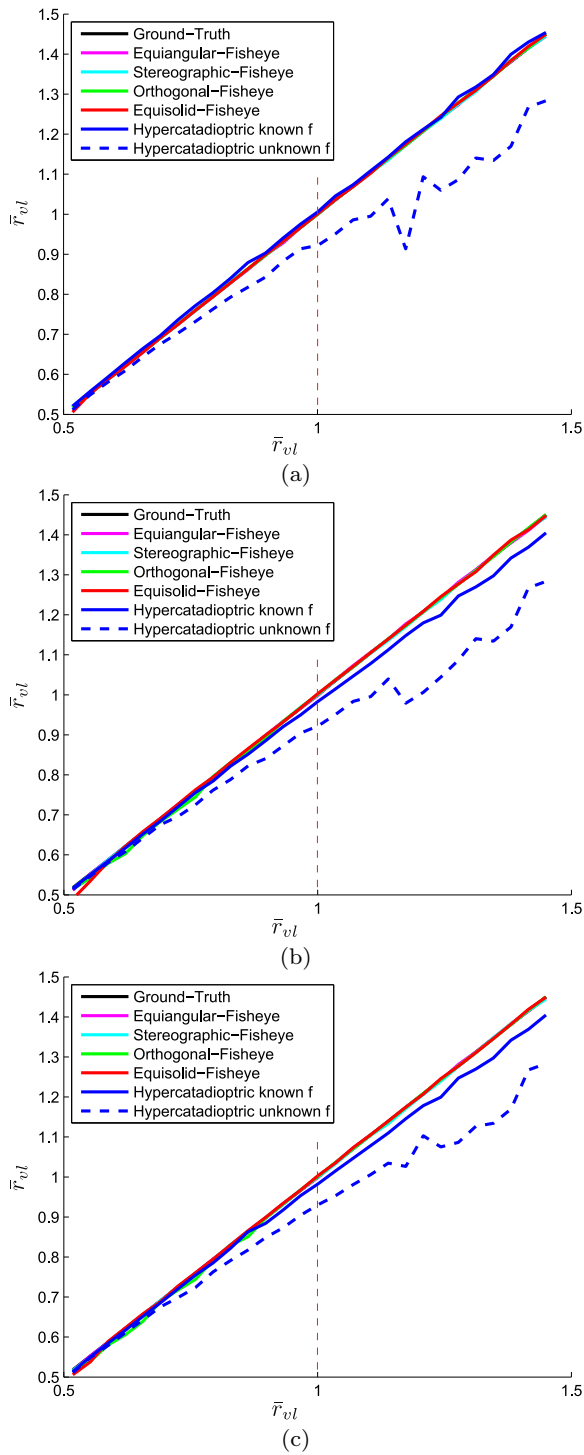 1.5
1.4
1.3
1.2
1.1
1
0.9
0.8
0.7
0.6
0.5
r̄vl
Ground−Truth
Equiangular−Fisheye
Stereographic−Fisheye
Orthogonal−Fisheye
Equisolid−Fisheye
Hypercatadioptric known f
Hypercatadioptric unknown f
0.5 1 1.5
r̄vl
(a)
1.5
1.4
1.3
1.2
1.1
1
0.9
0.8
0.7
0.6
0.5
r̄vl
Ground−Truth
Equiangular−Fisheye
Stereographic−Fisheye
Orthogonal−Fisheye
Equisolid−Fisheye
Hypercatadioptric known f
Hypercatadioptric unknown f
0.5 1 1.5
r̄vl
(b)
1.5
1.4
1.3
1.2
1.1
1
0.9
0.8
0.7
0.6
0.5
r̄vl
Ground−Truth
Equiangular−Fisheye
Stereographic−Fisheye
Orthogonal−Fisheye
Equisolid−Fisheye
Hypercatadioptric known f
Hypercatadioptric unknown f
0.5 1 1.5
r̄vl
(c)